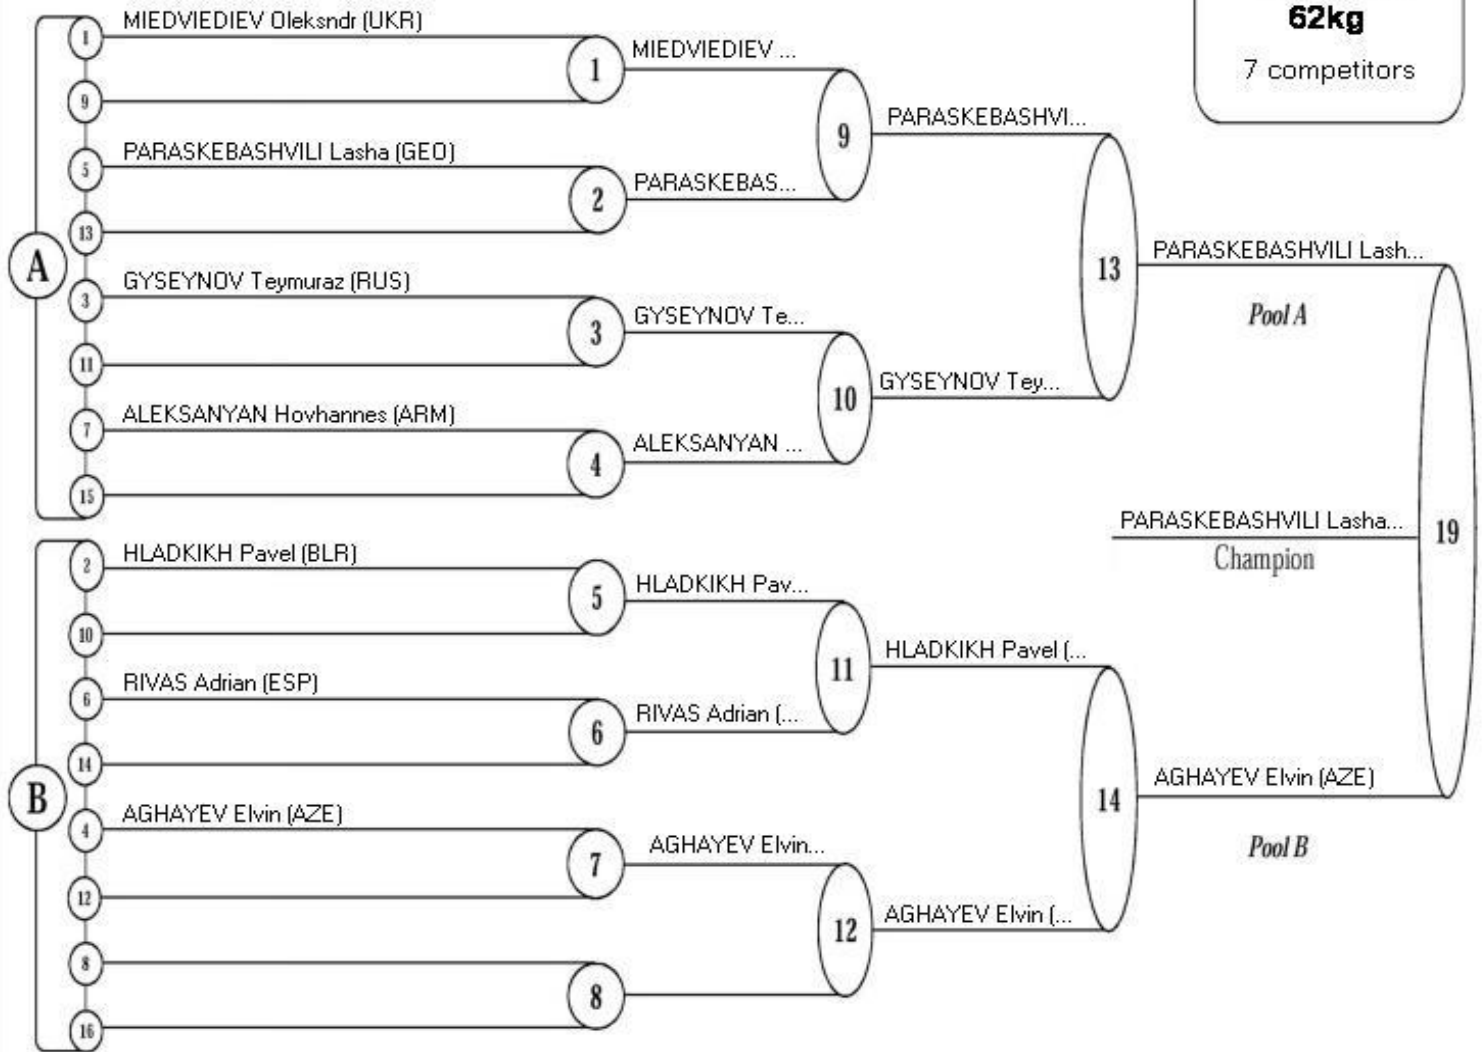 62kg
7 competitors
A
1
MIEDVIEDIEV Oleksndr (UKR)
9
1
MIEDVIEDIEV ...
5
PARASKEBASHVILI Lasha (GEO)
13
2
PARASKEBAS...
9
PARASKEBASHVI...
3
GYSEYNOV Teymuraz (RUS)
11
3
GYSEYNOV Te...
7
ALEKSANYAN Hovhannes (ARM)
15
4
ALEKSANYAN ...
10
GYSEYNOV Tey...
13
PARASKEBASHVILI Lash...
Pool A
B
2
HLADKIKH Pavel (BLR)
10
5
HLADKIKH Pav...
6
RIVAS Adrian (ESP)
14
6
RIVAS Adrian (...
11
HLADKIKH Pavel (...
4
AGHAYEV Elvin (AZE)
12
7
AGHAYEV Elvin...
8
16
8
12
AGHAYEV Elvin (...
14
AGHAYEV Elvin (AZE)
Pool B
19
PARASKEBASHVILI Lasha...
Champion